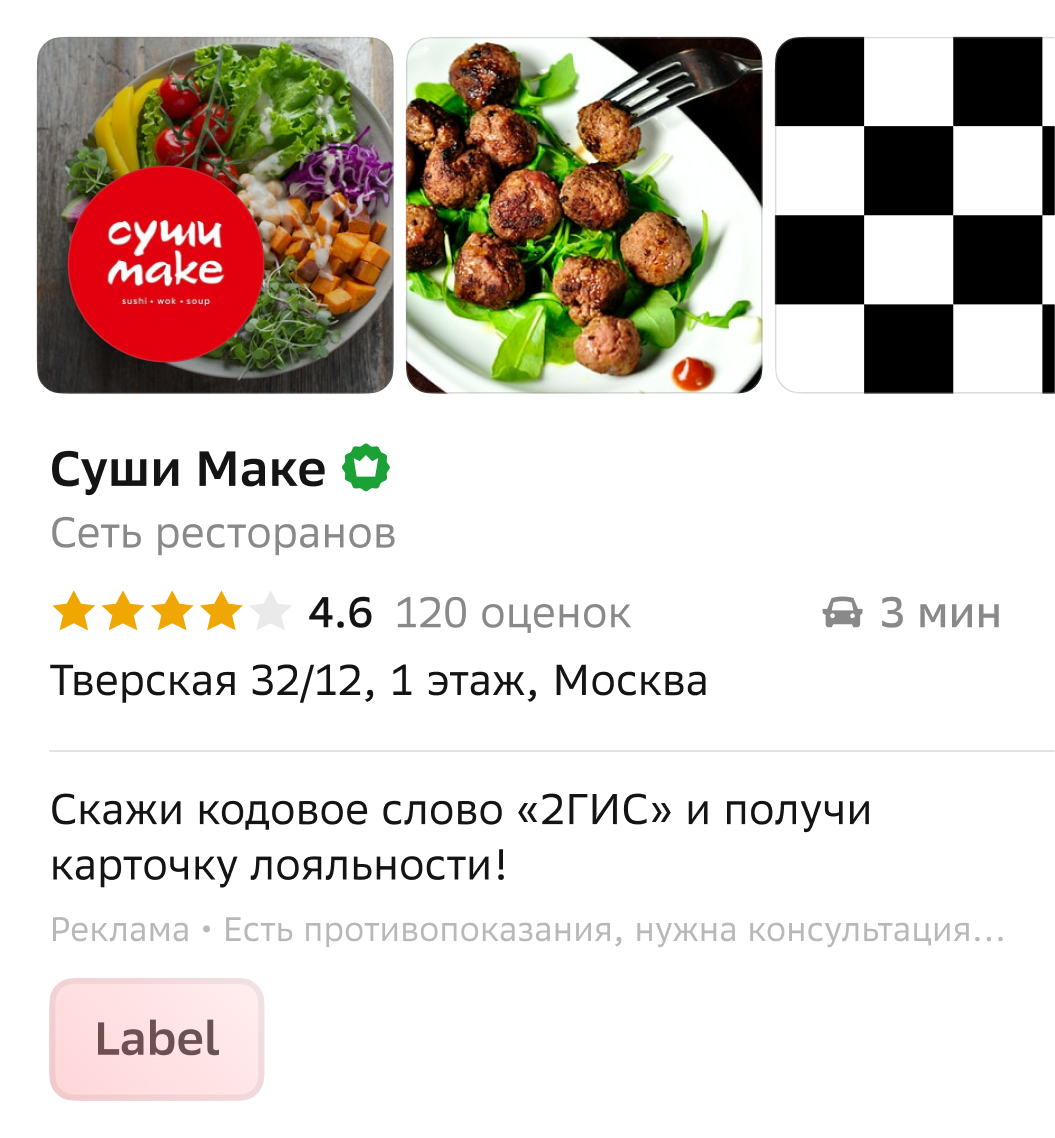 суши
make
sushi • wok • soup
Суши Маке
Сеть ресторанов
4.6 120 оценок 3 мин
Тверская 32/12, 1 этаж, Москва
Скажи кодовое слово «2ГИС» и получи
карточку лояльности!
Реклама • Есть противопоказания, нужна консультация...
Label